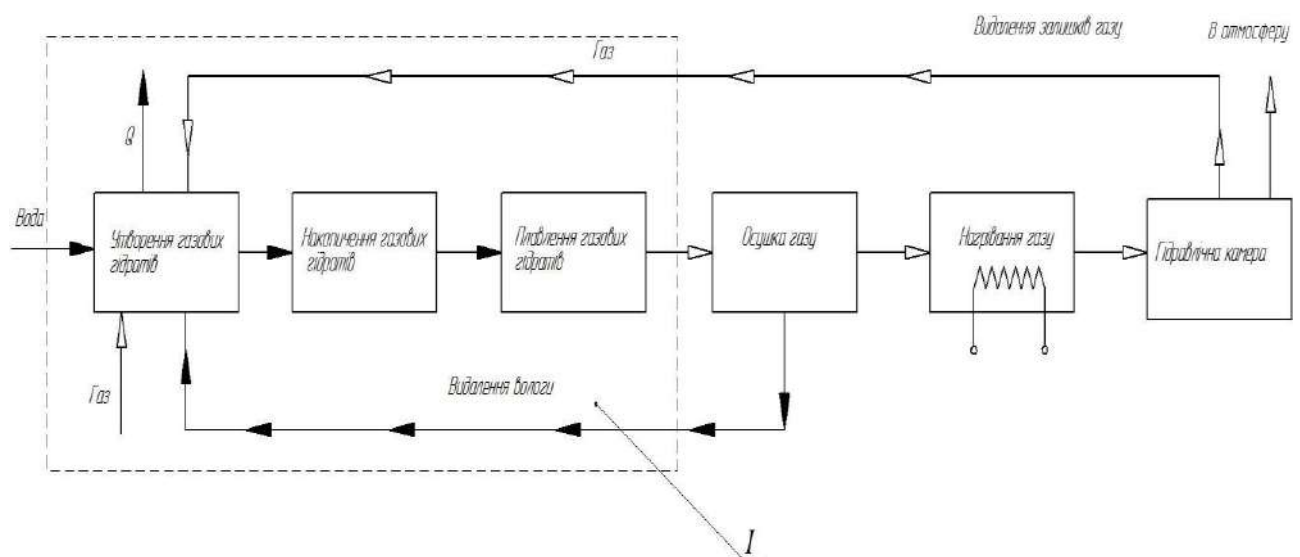 Видалення залишків газу
В атмосферу
Газ
Q
Вода
Утворення газових
гідратів
Накопичення газових
гідратів
Плавлення газових
гідратів
Осушка газу
Нагрівання газу
Гідравлічна камера
Газ
Видалення вологи
I